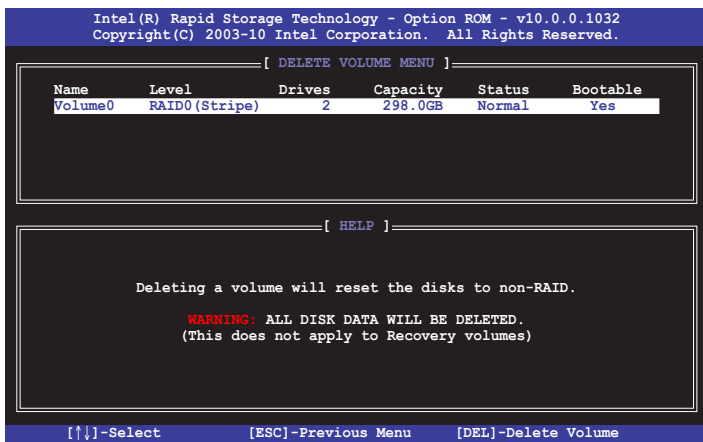 Intel(R) Rapid Storage Technology - Option ROM - v10.0.0.1032
Copyright(C) 2003-10 Intel Corporation.  All Rights Reserved.
[ DELETE VOLUME MENU ]
Name Level Drives Capacity Status Bootable
Volume0 RAID0(Stripe) 2 298.0GB Normal Yes
[ HELP ]
Deleting a volume will reset the disks to non-RAID.
WARNING: ALL DISK DATA WILL BE DELETED.
(This does not apply to Recovery volumes)
[↑↓]-Select [ESC]-Previous Menu [DEL]-Delete Volume